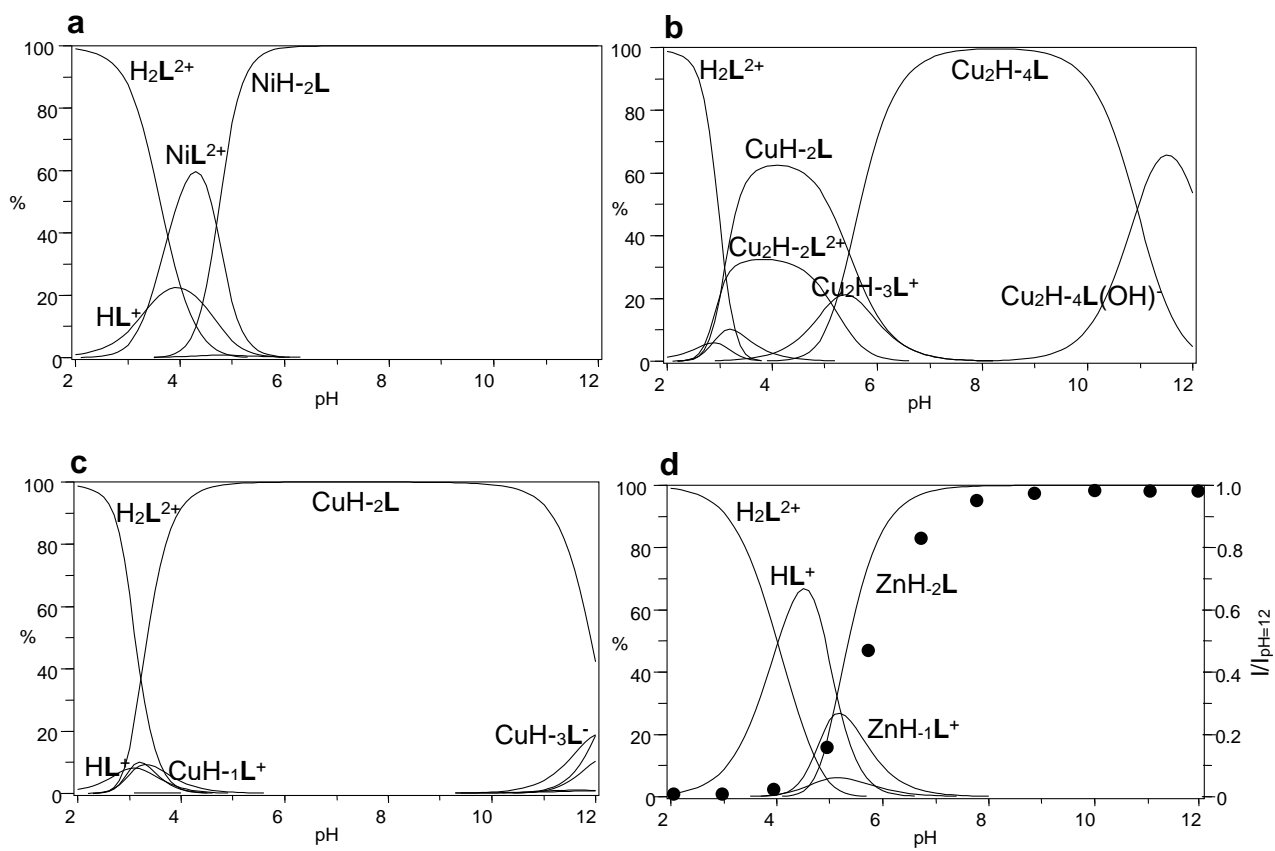 a
100
80
60
%
40
20
0
H₂L²⁺
NiH-₂L
NiL²⁺
HL⁺
2 4 6 8 10 12
pH
b
100
80
60
%
40
20
0
H₂L²⁺
Cu₂H-₄L
CuH-₂L
Cu₂H-₂L²⁺
Cu₂H-₃L⁺
Cu₂H-₄L(OH)⁻
2 4 6 8 10 12
pH
c
100
80
60
%
40
20
0
H₂L²⁺
CuH-₂L
HL⁺
CuH-₁L⁺
CuH-₃L⁻
2 4 6 8 10 12
pH
d
100
80
60
%
40
20
0
H₂L²⁺
HL⁺
ZnH-₂L
ZnH-₁L⁺
1.0
0.8
0.6
0.4
0.2
0
I/I_pH=12
2 4 6 8 10 12
pH